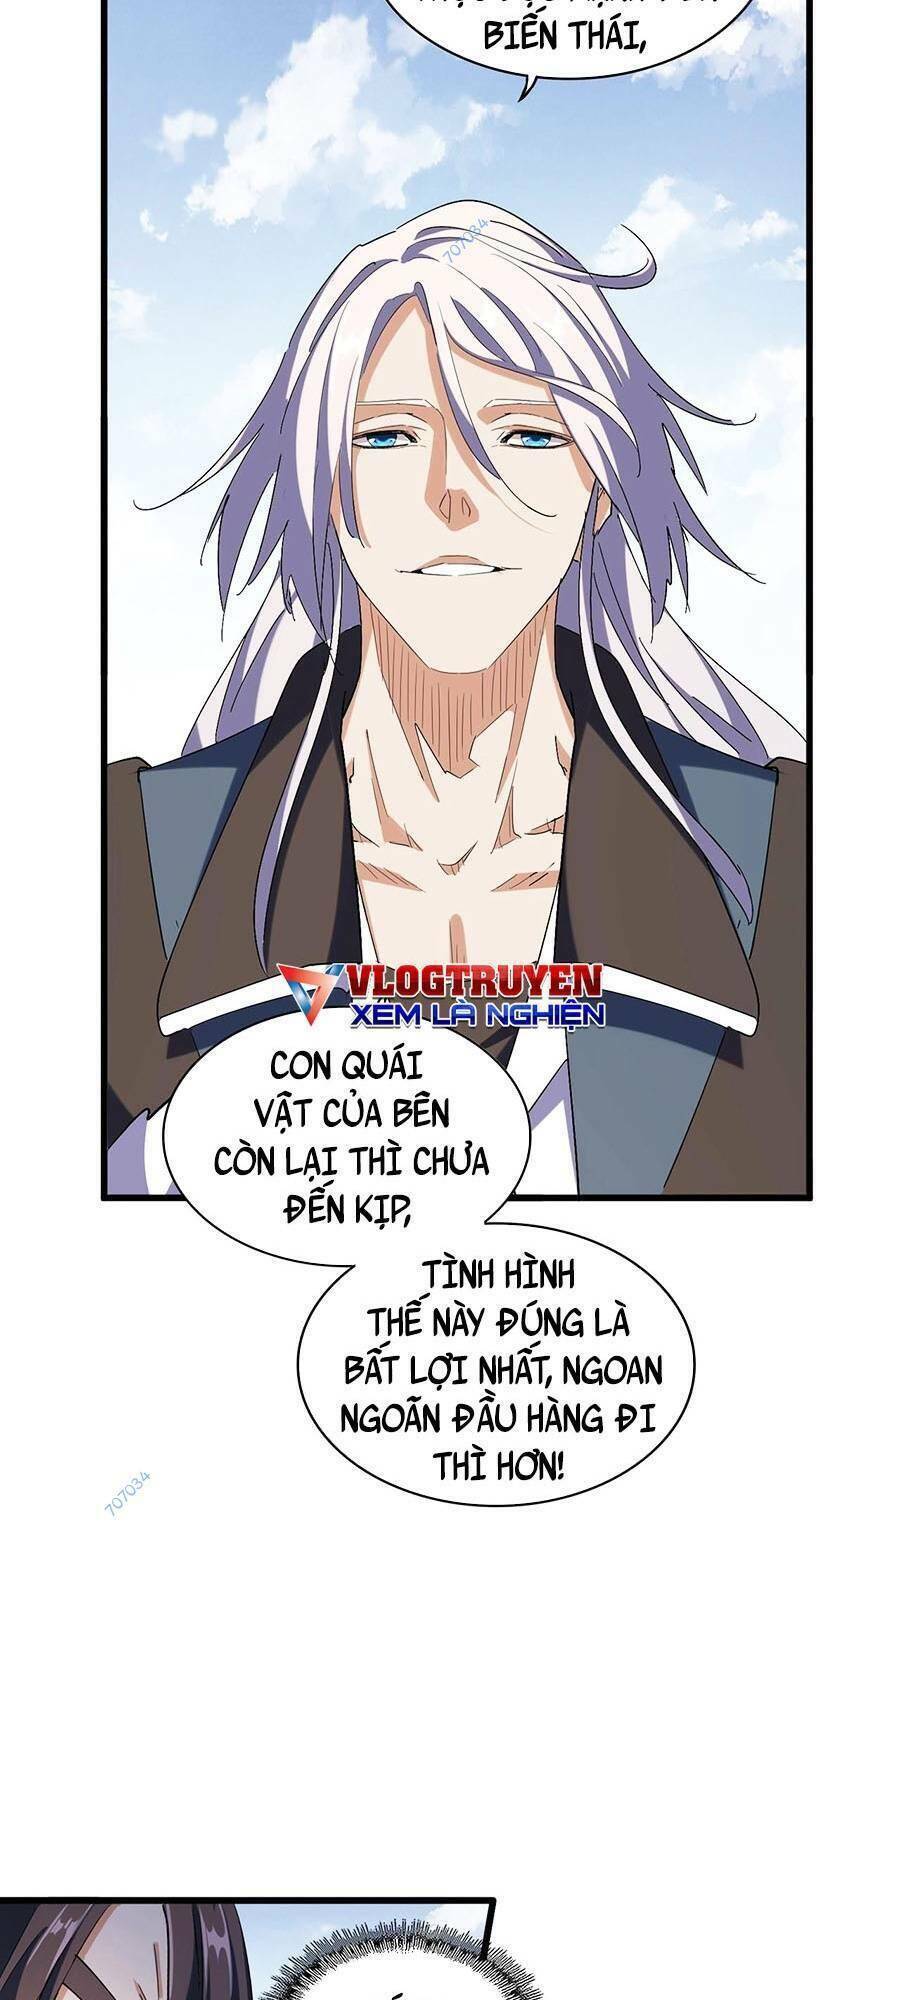 BIẾN THÁI,
707034
VLOGTRUYEN
XEM LÀ NGHIỆN
CON QUÁI
VẬT CỦA BÊN
CÒN LẠI THÌ CHƯA
ĐẾN KỊP,
TÌNH HÌNH
THẾ NÀY ĐÚNG LÀ
BẤT LỢI NHẤT, NGOAN
NGOÃN ĐẦU HÀNG ĐI
THÌ HƠN!
707034